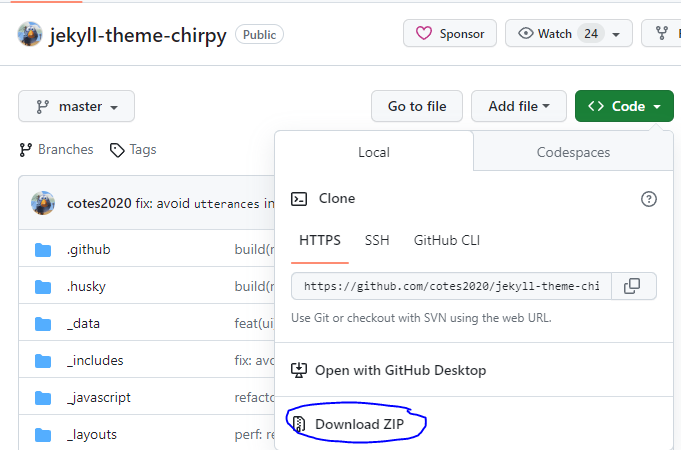 jekyll-theme-chirpy Public Sponsor Watch 24
master Go to file Add file Code
Branches Tags
Local Codespaces
cotes2020 fix: avoid utterances in
Clone
.github build(r
HTTPS SSH GitHub CLI
.husky build(r
https://github.com/cotes2020/jekyll-theme-chi
_data feat(ui
Use Git or checkout with SVN using the web URL.
_includes fix: avo
Open with GitHub Desktop
_javascript refacto
Download ZIP
_layouts perf: re